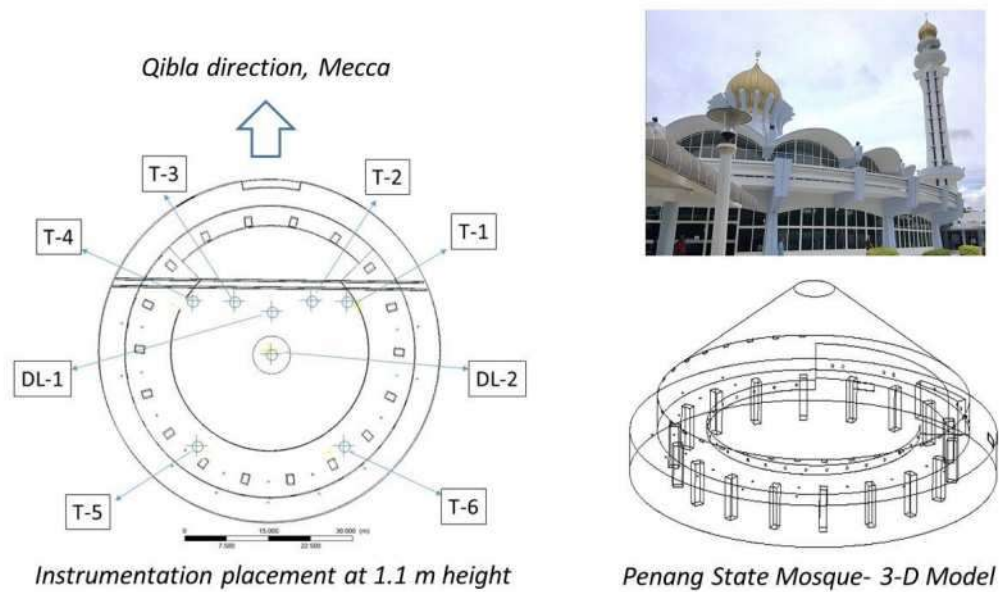 Qibla direction, Mecca
T-3
T-2
T-4
T-1
DL-1
DL-2
T-5
T-6
0 15.000 30.000 (m)
7.500 22.500
Instrumentation placement at 1.1 m height
Penang State Mosque- 3-D Model